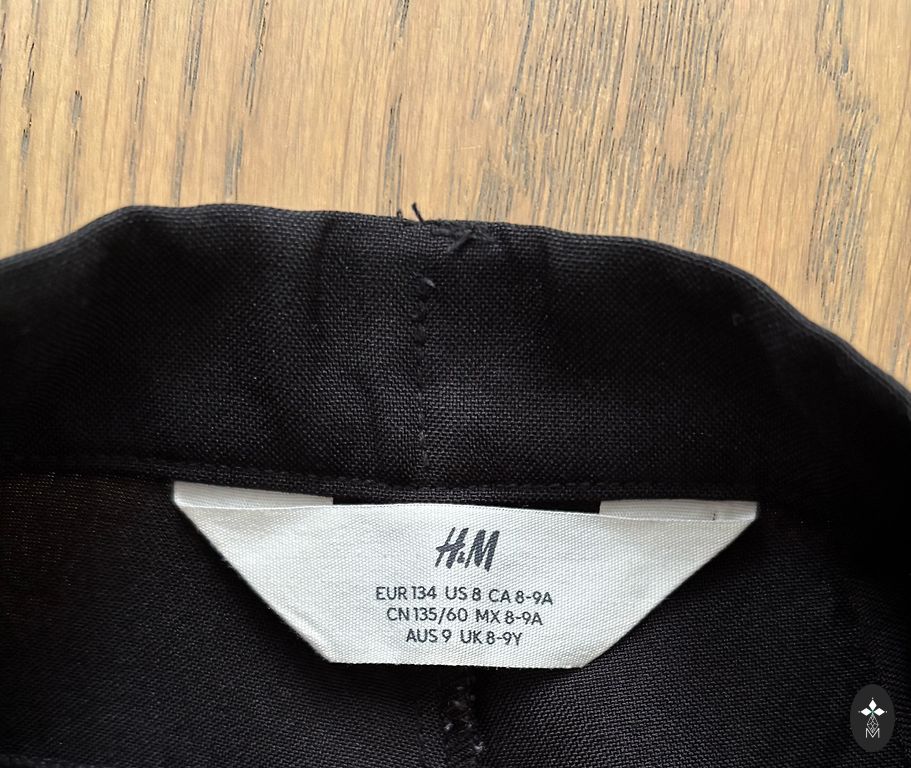 H&M
EUR 134 US 8 CA 8-9A
CN 135/60 MX 8-9A
AUS 9 UK 8-9Y
M